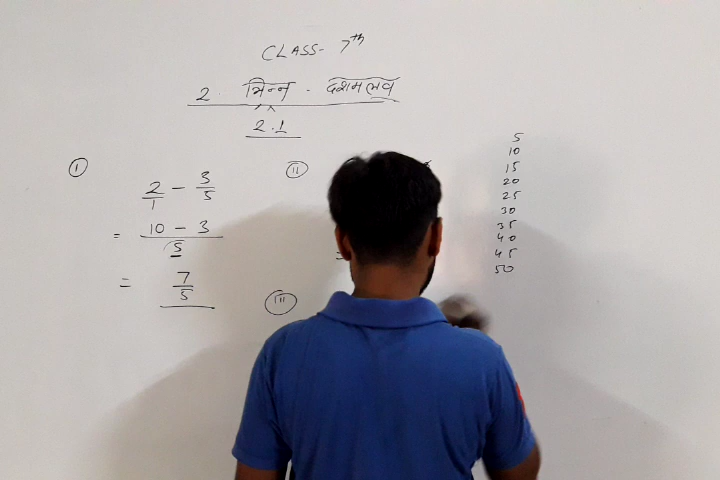 CLASS- 7th
2. भिन्न - दशमलव
2.1
(i)
2/1 - 3/5
= 10 - 3 / 5
= 7/5
(ii)
(iii)
5
10
15
20
25
30
35
40
45
50